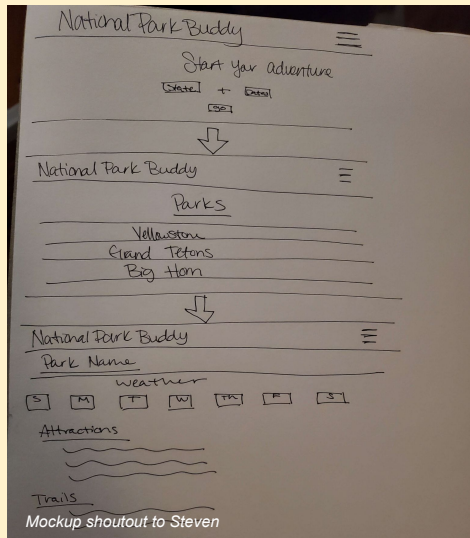 National Park Buddy
Start your adventure
State +
Go
National Park Buddy
Parks
Yellowstone
Grand Tetons
Big Horn
National Park Buddy
Park Name
Weather
S M T W Th F S
Attractions
Trails
Mockup shoutout to Steven